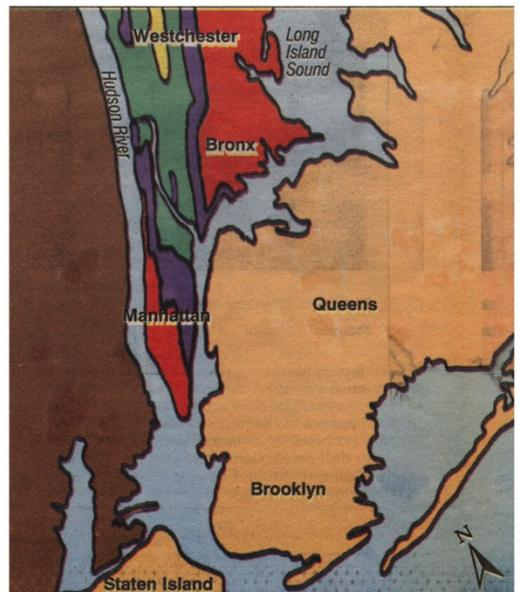 Westchester
Long
Island
Sound
Hudson River
Bronx
Manhattan
Queens
Brooklyn
Staten Island
N